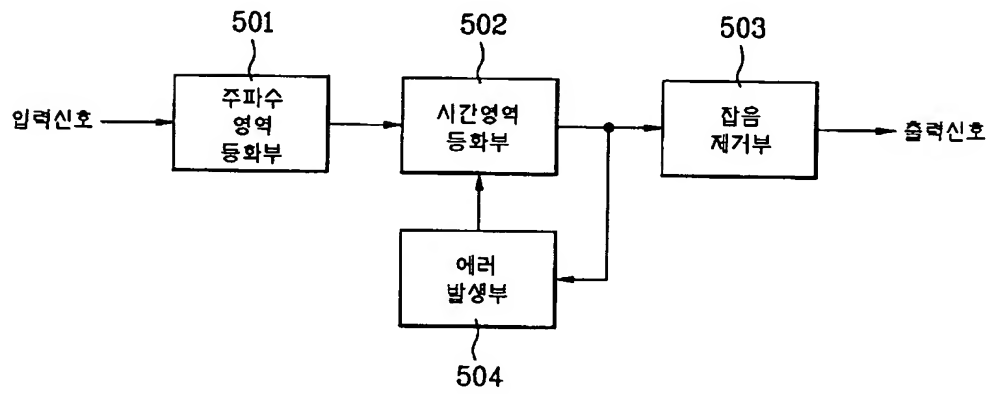 501
502
503
입력신호
주파수
영역
등화부
시간영역
등화부
잡음
제거부
출력신호
에러
발생부
504